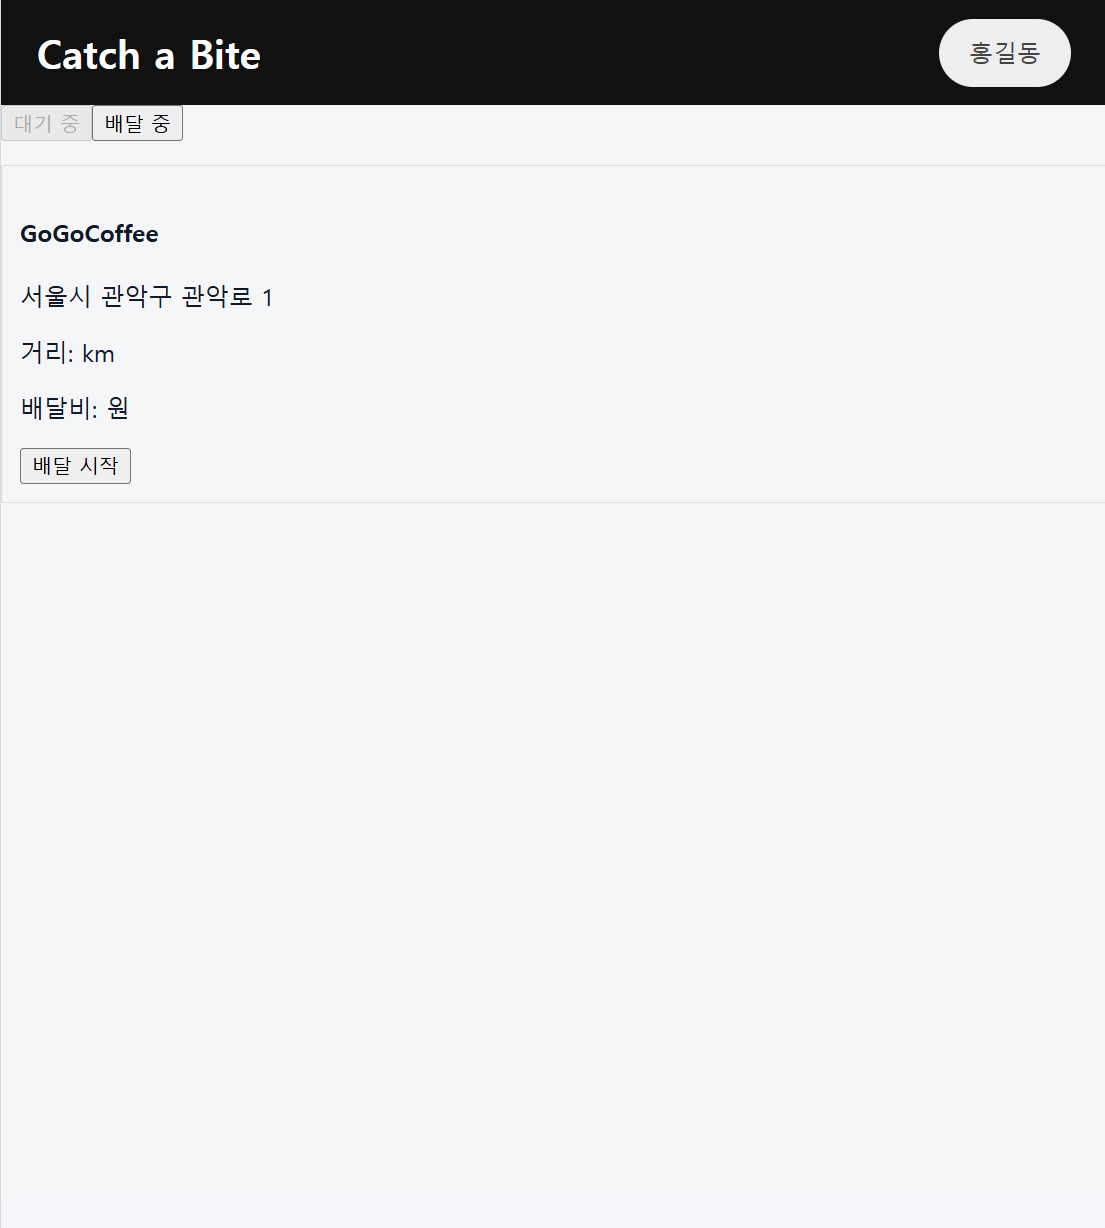 Catch a Bite
홍길동
대기 중
배달 중
GoGoCoffee
서울시 관악구 관악로 1
거리: km
배달비: 원
배달 시작